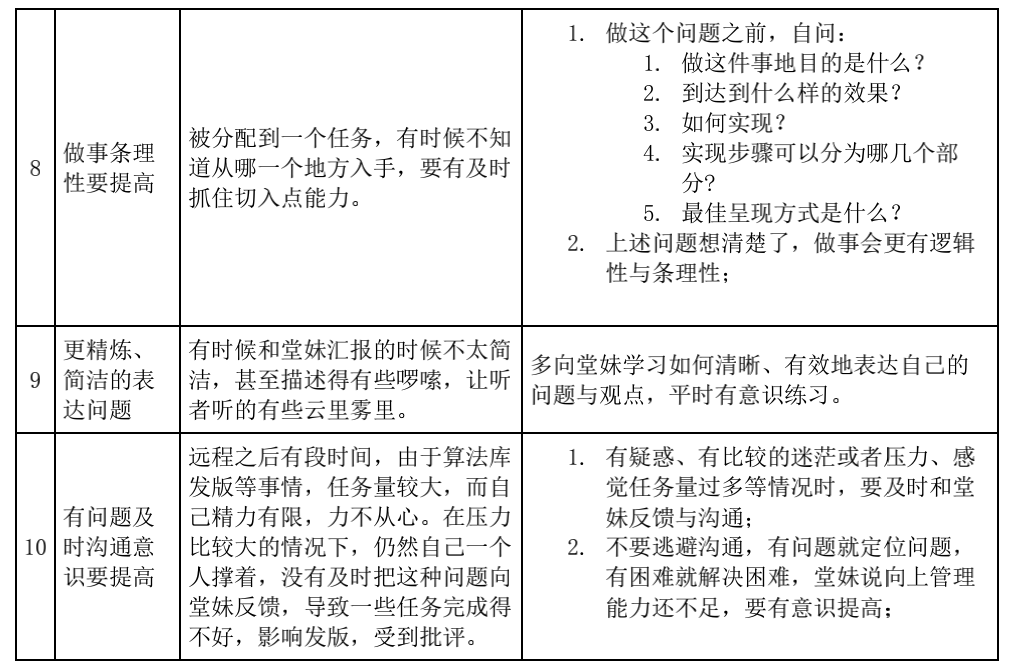 8
做事条理
性要提高
被分配到一个任务，有时候不知
道从哪一个地方入手，要有及时
抓住切入点能力。
1. 做这个问题之前，自问：
1. 做这件事地目的是什么？
2. 到达到什么样的效果？
3. 如何实现？
4. 实现步骤可以分为哪几个部
分？
5. 最佳呈现方式是什么？
2. 上述问题想清楚了，做事会更有逻辑
性与条理性；
9
更精炼、
简洁的表
达问题
有时候和堂妹汇报的时候不太简
洁，甚至描述得有些啰嗦，让听
者听的有些云里雾里。
多向堂妹学习如何清晰、有效地表达自己的
问题与观点，平时有意识练习。
10
有问题及
时沟通意
识要提高
远程之后有段时间，由于算法库
发版等事情，任务量较大，而自
己精力有限，力不从心。在压力
比较大的情况下，仍然自己一个
人撑着，没有及时把这种问题向
堂妹反馈，导致一些任务完成得
不好，影响发版，受到批评。
1. 有疑惑、有比较的迷茫或者压力、感
觉任务量过多等情况时，要及时和堂
妹反馈与沟通；
2. 不要逃避沟通，有问题就定位问题，
有困难就解决困难，堂妹说向上管理
能力还不足，要有意识提高；